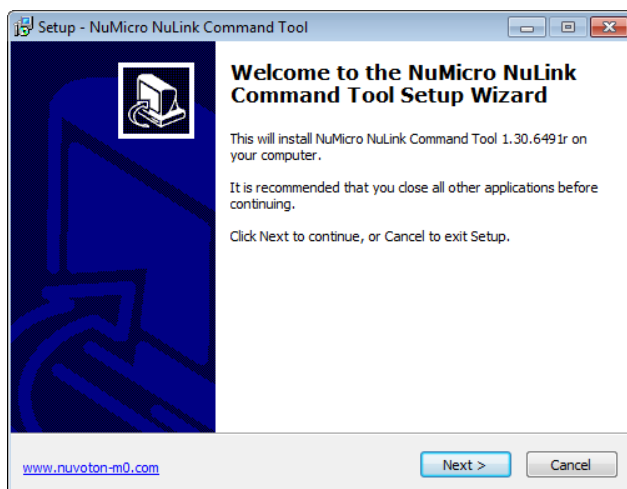 Setup - NuMicro NuLink Command Tool
Welcome to the NuMicro NuLink
Command Tool Setup Wizard
This will install NuMicro NuLink Command Tool 1.30.6491r on
your computer.
It is recommended that you close all other applications before
continuing.
Click Next to continue, or Cancel to exit Setup.
www.nuvoton-m0.com
Next >
Cancel